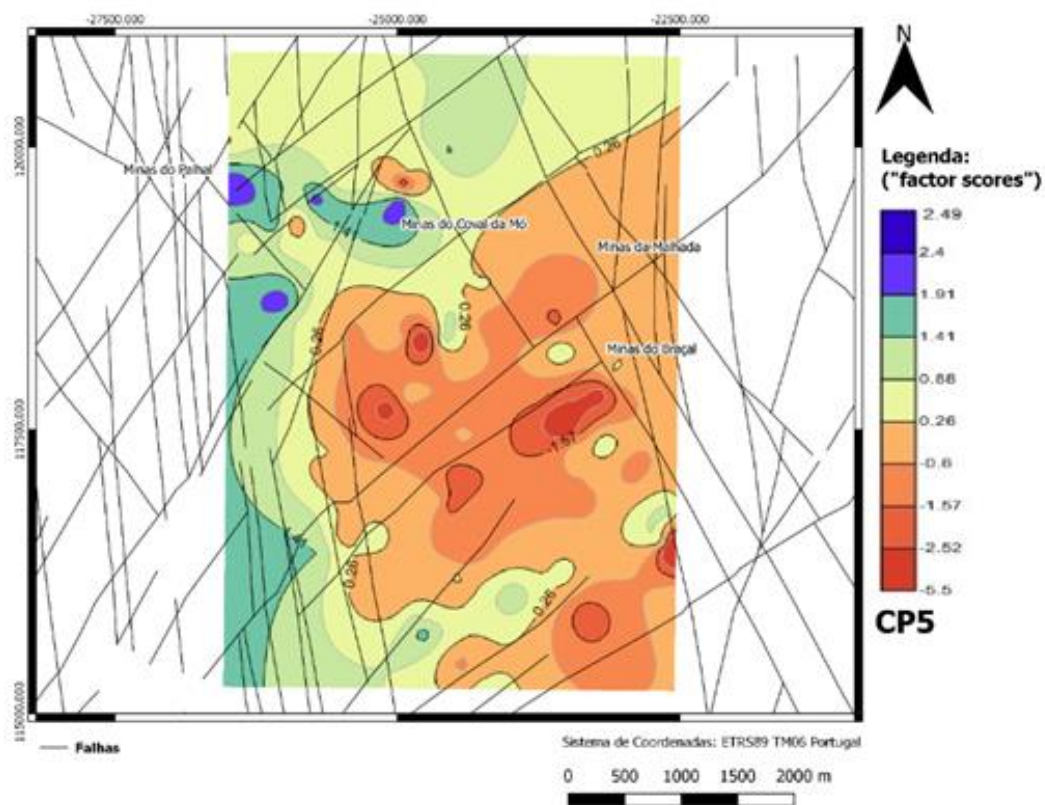 -27500.000
-25000.000
-22500.000
N
120000.000
Minas do Palhal
0.26
Legenda:
("factor scores")
2.49
2.4
1.91
1.41
0.88
0.26
-0.6
-1.57
-2.52
-5.5
CP5
Minas do Coval da Mó
1.41
Minas da Malhada
0.26
0.26
Minas do Braçal
117500.000
-1.57
0.26
0.26
115000.000
Falhas
Sistema de Coordenadas: ETRS89 TM06 Portugal
0 500 1000 1500 2000 m